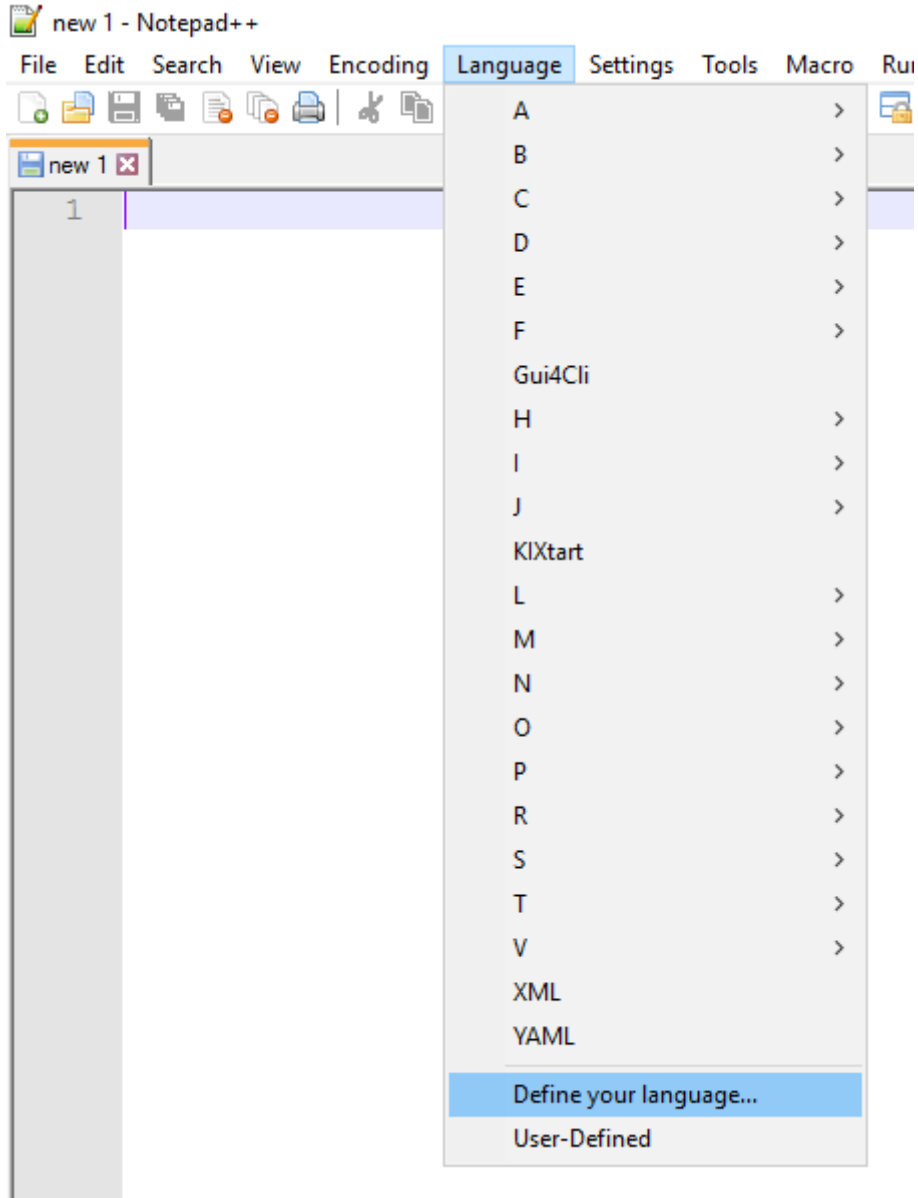 new 1 - Notepad++
File Edit Search View Encoding Language Settings Tools Macro
new 1
1
A
B
C
D
E
F
Gui4Cli
H
I
J
KIXtart
L
M
N
O
P
R
S
T
V
XML
YAML
Define your language...
User-Defined